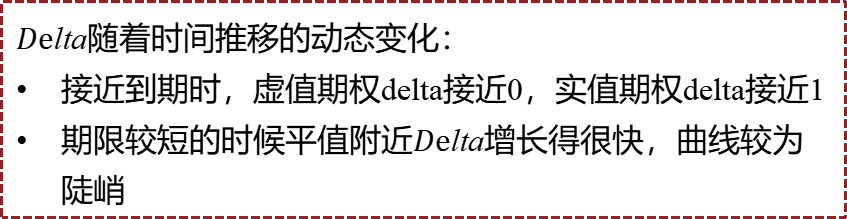 Delta随着时间推移的动态变化：
• 接近到期时，虚值期权delta接近0，实值期权delta接近1
• 期限较短的时候平值附近Delta增长得很快，曲线较为
陡峭